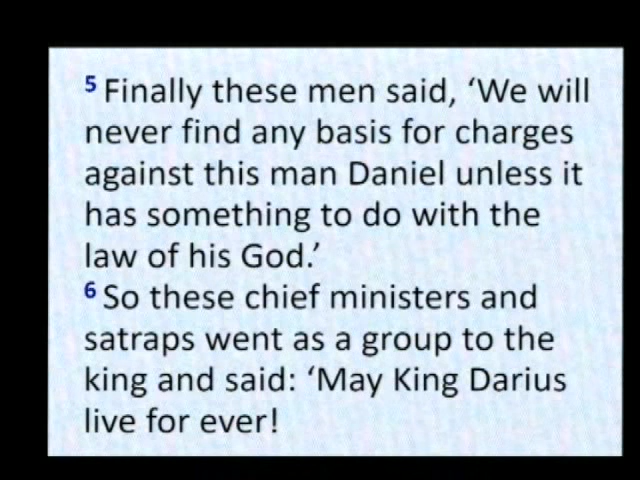 5 Finally these men said, ‘We will
never find any basis for charges
against this man Daniel unless it
has something to do with the
law of his God.’
6 So these chief ministers and
satraps went as a group to the
king and said: ‘May King Darius
live for ever!